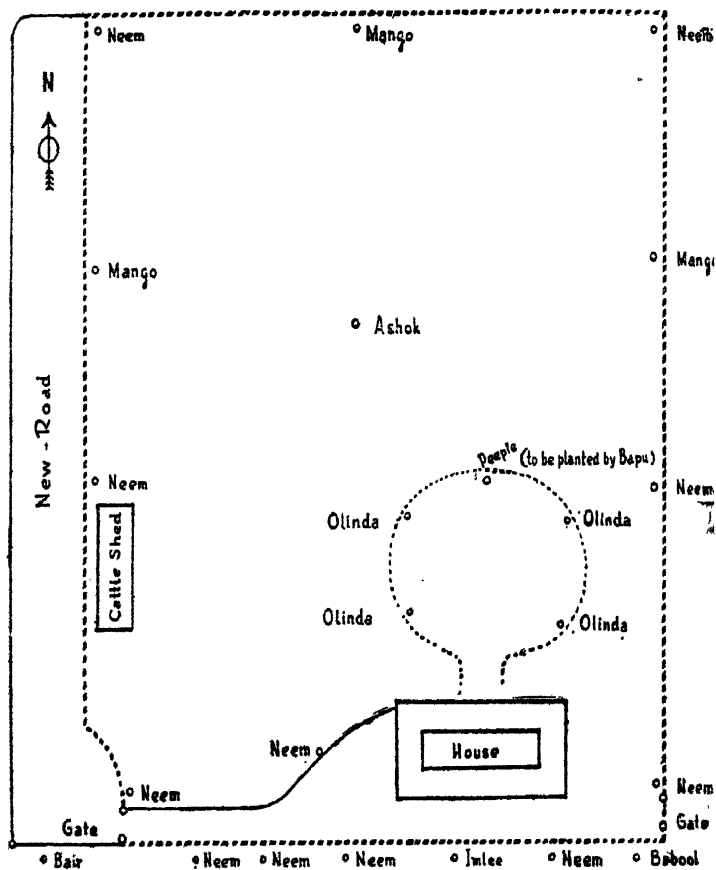 Neem Mango Neem
N
Mango Mango
Ashok
New-Road
Peeple (to be planted by Bapu)
Neem Neem
Olinda Olinda
Cattle Shed
Olinda Olinda
Neem House
Neem Neem
Gate Gate
Bair Neem Neem Neem Imlee Neem Babool